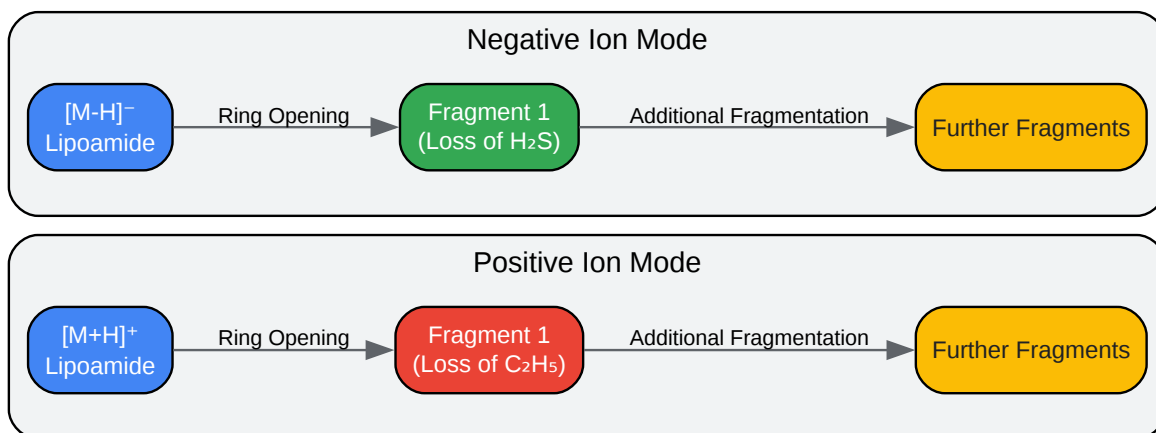 Negative Ion Mode
[M-H]⁻
Lipoamide
Ring Opening
Fragment 1
(Loss of H₂S)
Additional Fragmentation
Further Fragments
Positive Ion Mode
[M+H]⁺
Lipoamide
Ring Opening
Fragment 1
(Loss of C₂H₅)
Additional Fragmentation
Further Fragments